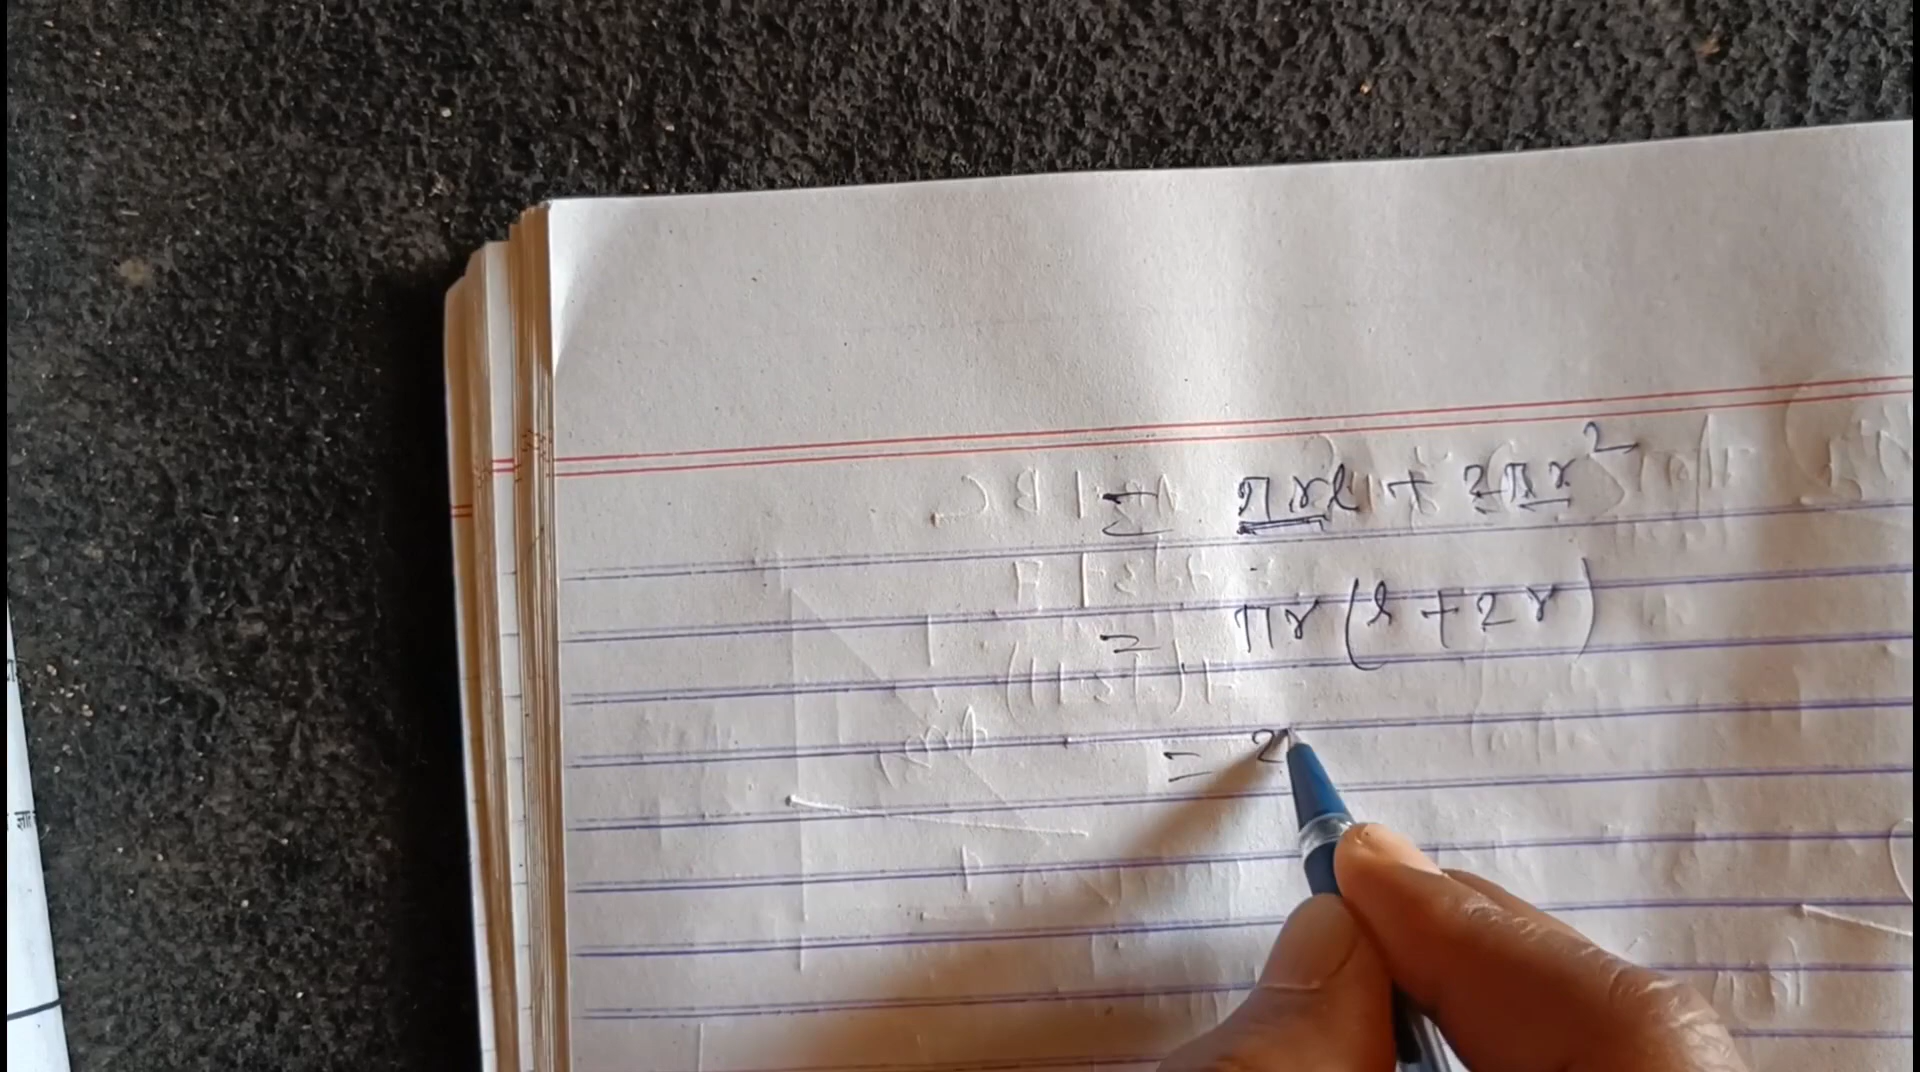 = πrl + 2πr²
= πr (l + 2r)
= 2
ज्ञात